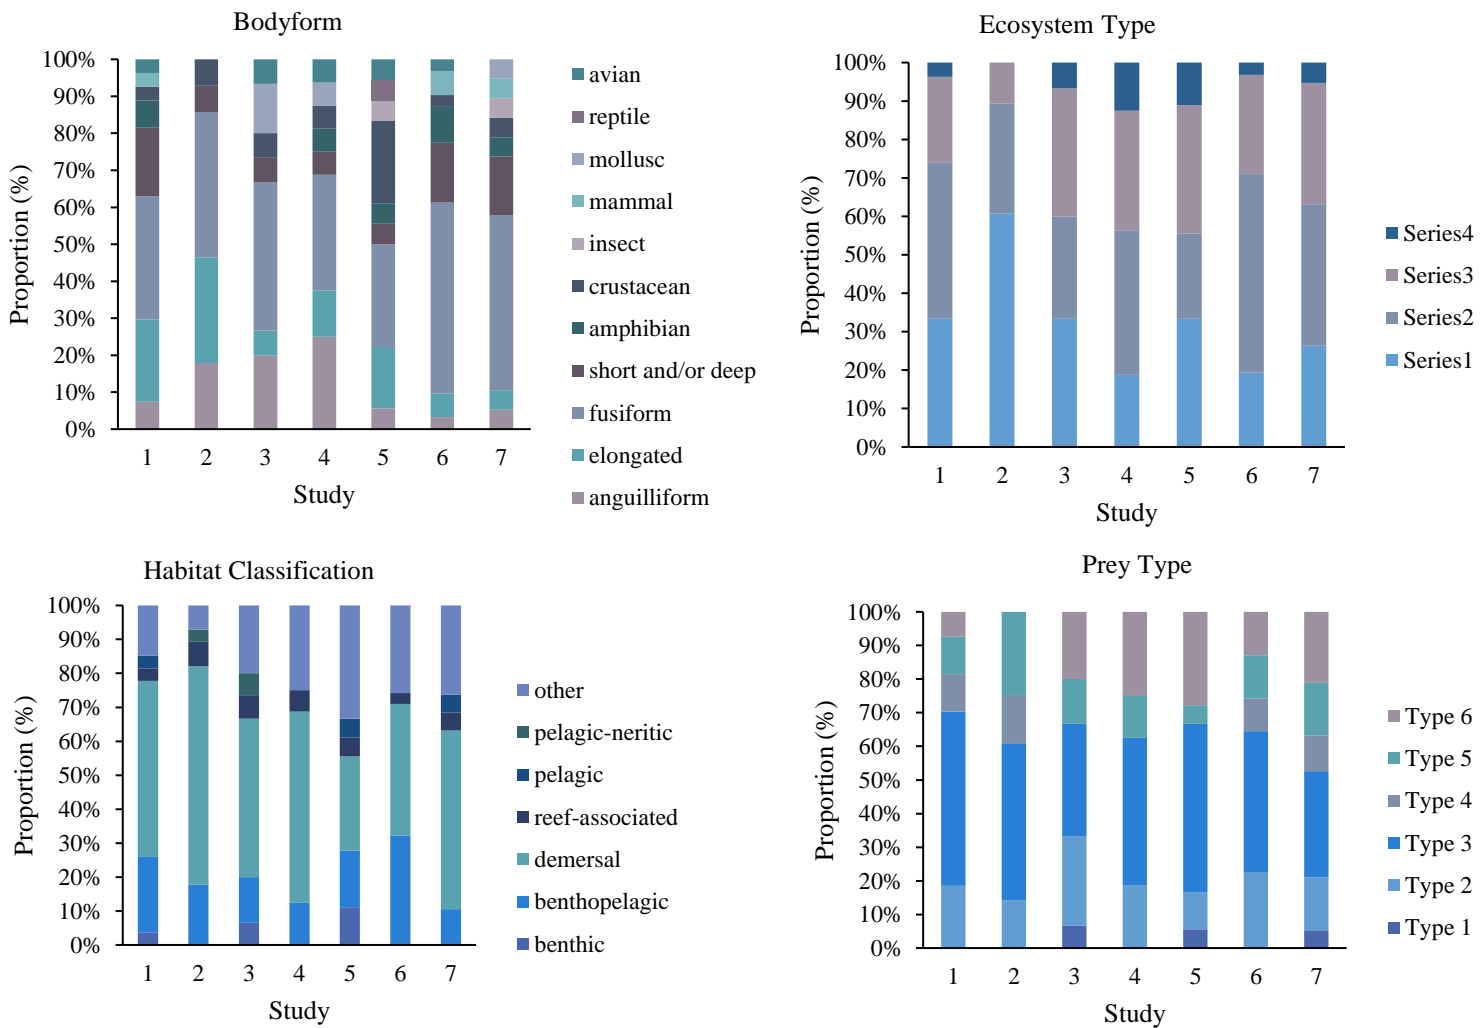 Bodyform
100%
90%
80%
70%
60%
50%
40%
30%
20%
10%
0%
Proportion (%)
1 2 3 4 5 6 7
Study
avian
reptile
mollusc
mammal
insect
crustacean
amphibian
short and/or deep
fusiform
elongated
anguilliform
Ecosystem Type
100%
90%
80%
70%
60%
50%
40%
30%
20%
10%
0%
Proportion (%)
1 2 3 4 5 6 7
Study
Series4
Series3
Series2
Series1
Habitat Classification
100%
90%
80%
70%
60%
50%
40%
30%
20%
10%
0%
Proportion (%)
1 2 3 4 5 6 7
Study
other
pelagic-neritic
pelagic
reef-associated
demersal
benthopelagic
benthic
Prey Type
100%
90%
80%
70%
60%
50%
40%
30%
20%
10%
0%
Proportion (%)
1 2 3 4 5 6 7
Study
Type 6
Type 5
Type 4
Type 3
Type 2
Type 1